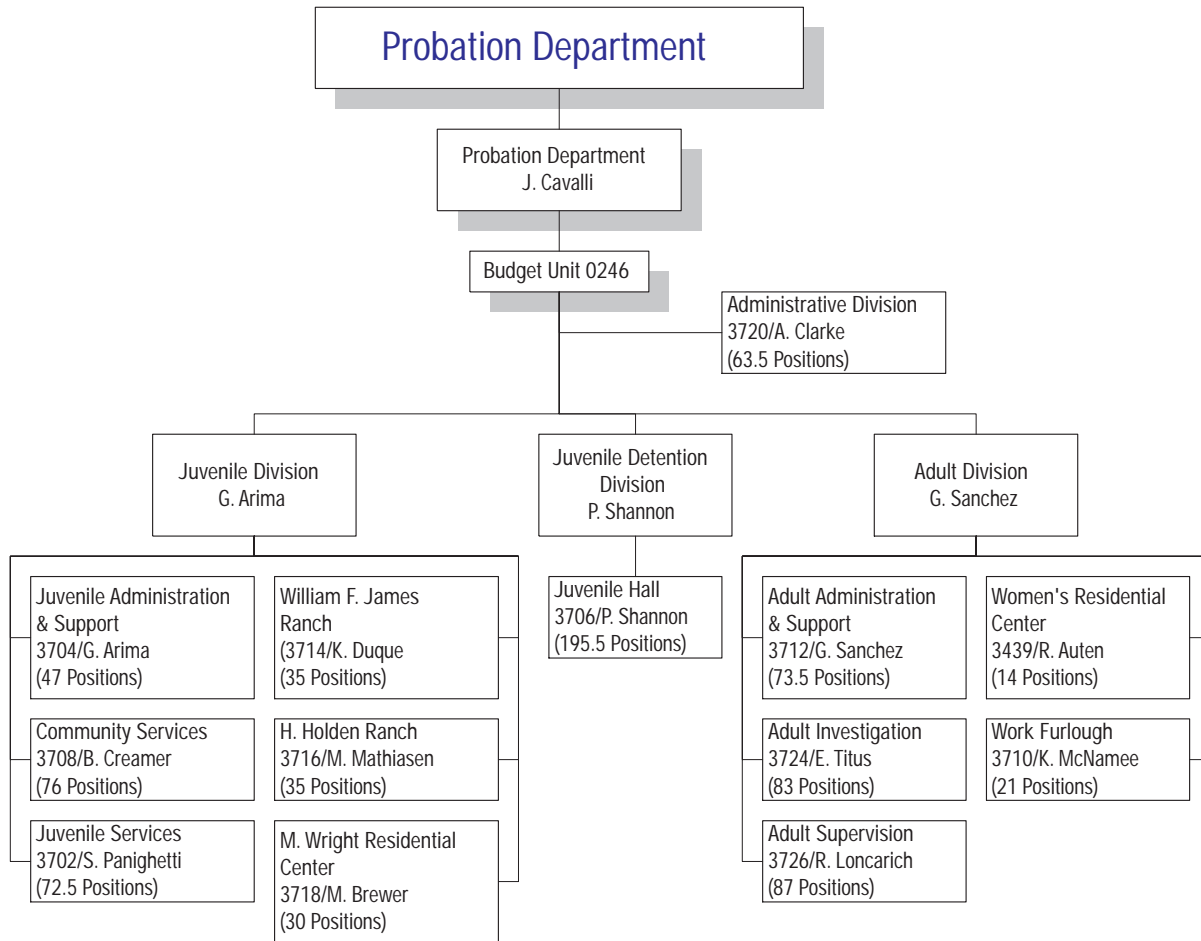 Probation Department
Probation Department
J. Cavalli
Budget Unit 0246
Administrative Division
3720/A. Clarke
(63.5 Positions)
Juvenile Division
G. Arima
Juvenile Detention
Division
P. Shannon
Adult Division
G. Sanchez
Juvenile Administration
& Support
3704/G. Arima
(47 Positions)
William F. James
Ranch
(3714/K. Duque
(35 Positions)
Juvenile Hall
3706/P. Shannon
(195.5 Positions)
Adult Administration
& Support
3712/G. Sanchez
(73.5 Positions)
Women's Residential
Center
3439/R. Auten
(14 Positions)
Community Services
3708/B. Creamer
(76 Positions)
H. Holden Ranch
3716/M. Mathiasen
(35 Positions)
Adult Investigation
3724/E. Titus
(83 Positions)
Work Furlough
3710/K. McNamee
(21 Positions)
Juvenile Services
3702/S. Panighetti
(72.5 Positions)
M. Wright Residential
Center
3718/M. Brewer
(30 Positions)
Adult Supervision
3726/R. Loncarich
(87 Positions)